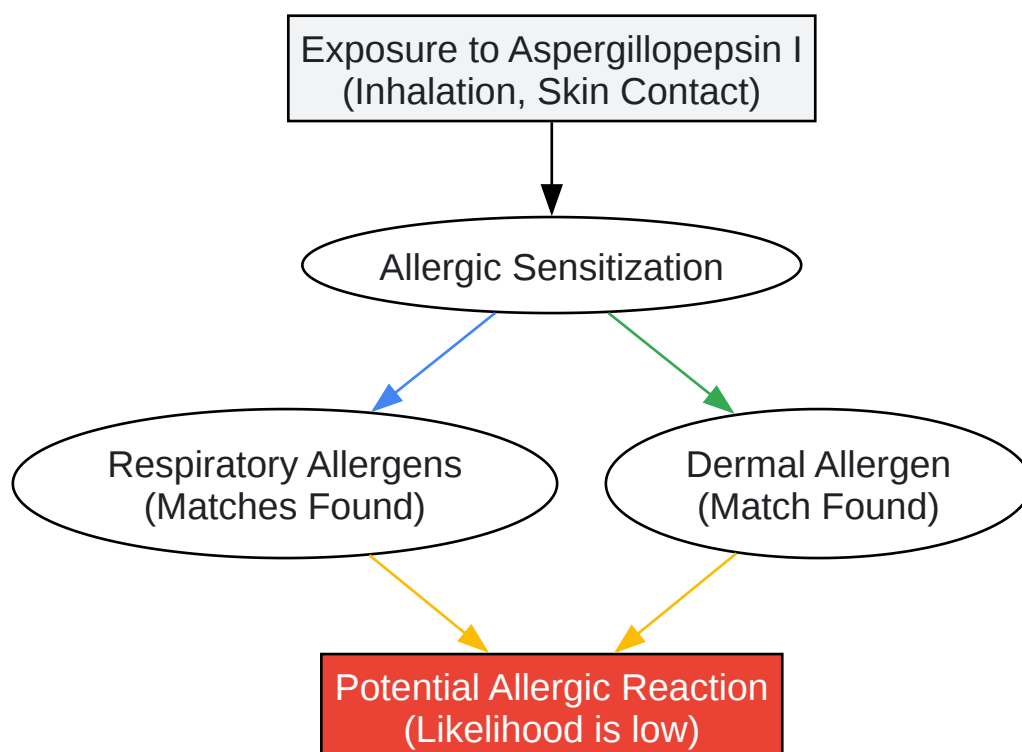 Exposure to Aspergillopepsin I
(Inhalation, Skin Contact)
Allergic Sensitization
Respiratory Allergens
(Matches Found)
Dermal Allergen
(Match Found)
Potential Allergic Reaction
(Likelihood is low)